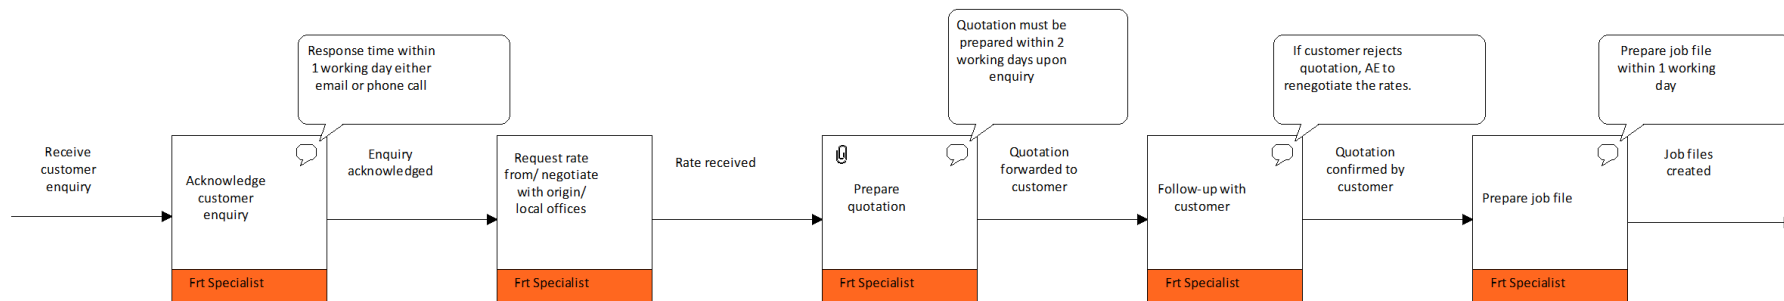 Receive
customer
enquiry
Response time within
1 working day either
email or phone call
Acknowledge
customer
enquiry
Frt Specialist
Enquiry
acknowledged
Request rate
from/ negotiate
with origin/
local offices
Frt Specialist
Rate received
Quotation must be
prepared within 2
working days upon
enquiry
Prepare
quotation
Frt Specialist
Quotation
forwarded to
customer
If customer rejects
quotation, AE to
renegotiate the rates.
Follow-up with
customer
Frt Specialist
Quotation
confirmed by
customer
Prepare job file
within 1 working
day
Prepare job file
Frt Specialist
Job files
created